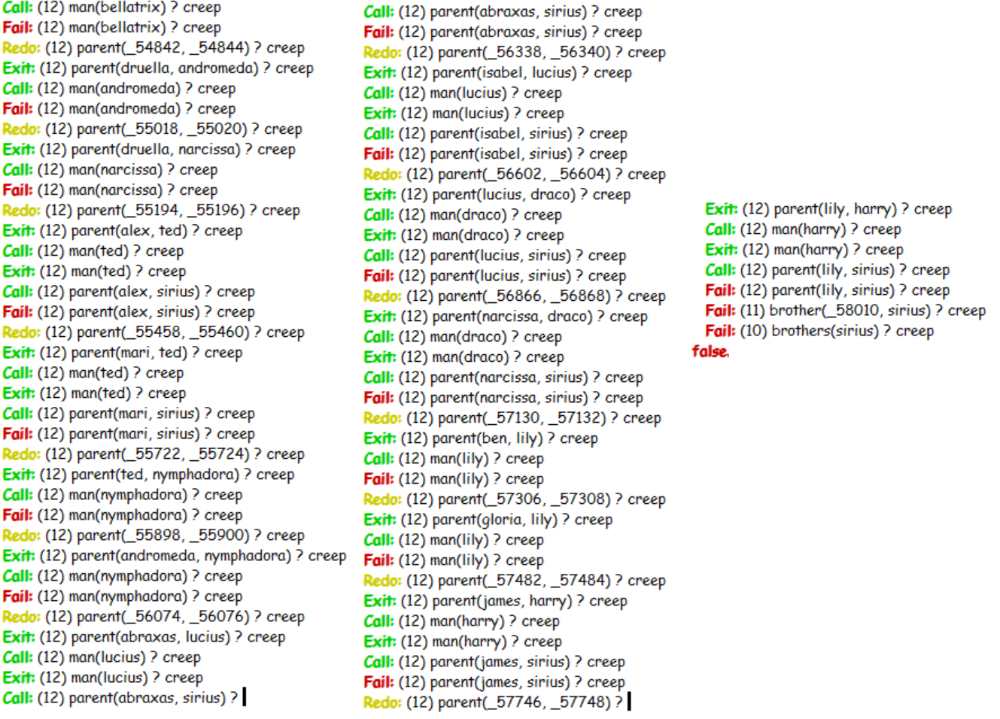 Call: (12) man(bellatrix) ? creep
Fail: (12) man(bellatrix) ? creep
Redo: (12) parent(_54842, _54844) ? creep
Exit: (12) parent(druella, andromeda) ? creep
Call: (12) man(andromeda) ? creep
Fail: (12) man(andromeda) ? creep
Redo: (12) parent(_55018, _55020) ? creep
Exit: (12) parent(druella, narcissa) ? creep
Call: (12) man(narcissa) ? creep
Fail: (12) man(narcissa) ? creep
Redo: (12) parent(_55194, _55196) ? creep
Exit: (12) parent(alex, ted) ? creep
Call: (12) man(ted) ? creep
Exit: (12) man(ted) ? creep
Call: (12) parent(alex, sirius) ? creep
Fail: (12) parent(alex, sirius) ? creep
Redo: (12) parent(_55458, _55460) ? creep
Exit: (12) parent(mari, ted) ? creep
Call: (12) man(ted) ? creep
Exit: (12) man(ted) ? creep
Call: (12) parent(mari, sirius) ? creep
Fail: (12) parent(mari, sirius) ? creep
Redo: (12) parent(_55722, _55724) ? creep
Exit: (12) parent(ted, nymphadora) ? creep
Call: (12) man(nymphadora) ? creep
Fail: (12) man(nymphadora) ? creep
Redo: (12) parent(_55898, _55900) ? creep
Exit: (12) parent(andromeda, nymphadora) ? creep
Call: (12) man(nymphadora) ? creep
Fail: (12) man(nymphadora) ? creep
Redo: (12) parent(_56074, _56076) ? creep
Exit: (12) parent(abraxas, lucius) ? creep
Call: (12) man(lucius) ? creep
Exit: (12) man(lucius) ? creep
Call: (12) parent(abraxas, sirius) ?
Call: (12) parent(abraxas, sirius) ? creep
Fail: (12) parent(abraxas, sirius) ? creep
Redo: (12) parent(_56338, _56340) ? creep
Exit: (12) parent(isabel, lucius) ? creep
Call: (12) man(lucius) ? creep
Exit: (12) man(lucius) ? creep
Call: (12) parent(isabel, sirius) ? creep
Fail: (12) parent(isabel, sirius) ? creep
Redo: (12) parent(_56602, _56604) ? creep
Exit: (12) parent(lucius, draco) ? creep
Call: (12) man(draco) ? creep
Exit: (12) man(draco) ? creep
Call: (12) parent(lucius, sirius) ? creep
Fail: (12) parent(lucius, sirius) ? creep
Redo: (12) parent(_56866, _56868) ? creep
Exit: (12) parent(narcissa, draco) ? creep
Call: (12) man(draco) ? creep
Exit: (12) man(draco) ? creep
Call: (12) parent(narcissa, sirius) ? creep
Fail: (12) parent(narcissa, sirius) ? creep
Redo: (12) parent(_57130, _57132) ? creep
Exit: (12) parent(ben, lily) ? creep
Call: (12) man(lily) ? creep
Fail: (12) man(lily) ? creep
Redo: (12) parent(_57306, _57308) ? creep
Exit: (12) parent(gloria, lily) ? creep
Call: (12) man(lily) ? creep
Fail: (12) man(lily) ? creep
Redo: (12) parent(_57482, _57484) ? creep
Exit: (12) parent(james, harry) ? creep
Call: (12) man(harry) ? creep
Exit: (12) man(harry) ? creep
Call: (12) parent(james, sirius) ? creep
Fail: (12) parent(james, sirius) ? creep
Redo: (12) parent(_57746, _57748) ?
Exit: (12) parent(lily, harry) ? creep
Call: (12) man(harry) ? creep
Exit: (12) man(harry) ? creep
Call: (12) parent(lily, sirius) ? creep
Fail: (12) parent(lily, sirius) ? creep
Fail: (11) brother(_58010, sirius) ? creep
Fail: (10) brothers(sirius) ? creep
false.